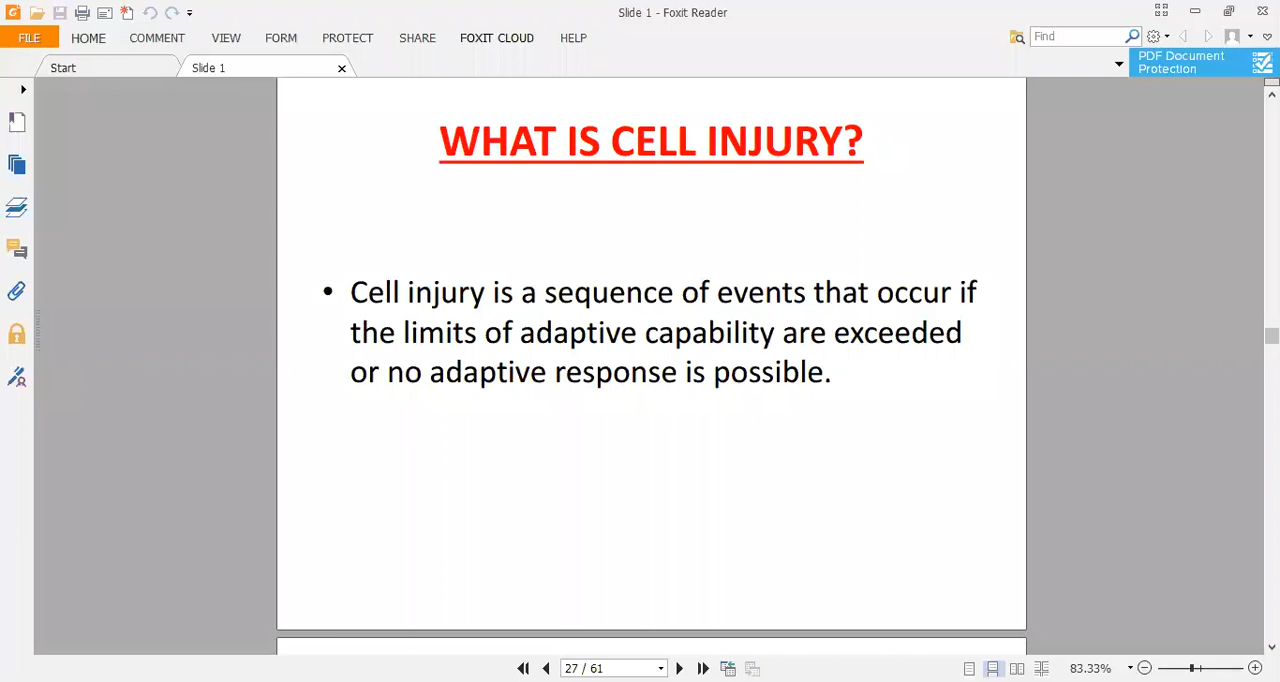 Slide 1 - Foxit Reader
FILE HOME COMMENT VIEW FORM PROTECT SHARE FOXIT CLOUD HELP
Find
Start
Slide 1
PDF Document
Protection
WHAT IS CELL INJURY?
• Cell injury is a sequence of events that occur if
the limits of adaptive capability are exceeded
or no adaptive response is possible.
27 / 61
83.33%